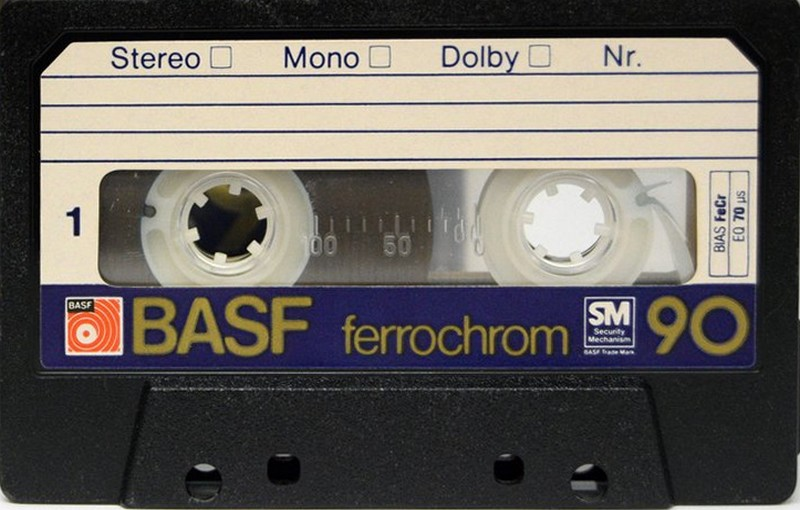 Stereo Mono Dolby Nr.
1
100 50 0
BIAS FeCr
EQ 70 µs
BASF
BASF ferrochrom
SM
Security
Mechanism
BASF Trade Mark
90